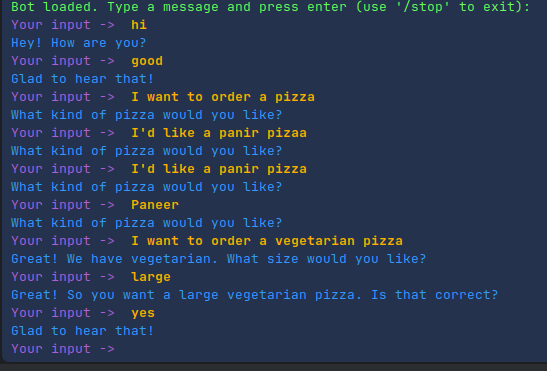 Bot loaded. Type a message and press enter (use '/stop' to exit):
Your input -> hi
Hey! How are you?
Your input -> good
Glad to hear that!
Your input -> I want to order a pizza
What kind of pizza would you like?
Your input -> I'd like a panir pizaa
What kind of pizza would you like?
Your input -> I'd like a panir pizza
What kind of pizza would you like?
Your input -> Paneer
What kind of pizza would you like?
Your input -> I want to order a vegetarian pizza
Great! We have vegetarian. What size would you like?
Your input -> large
Great! So you want a large vegetarian pizza. Is that correct?
Your input -> yes
Glad to hear that!
Your input ->